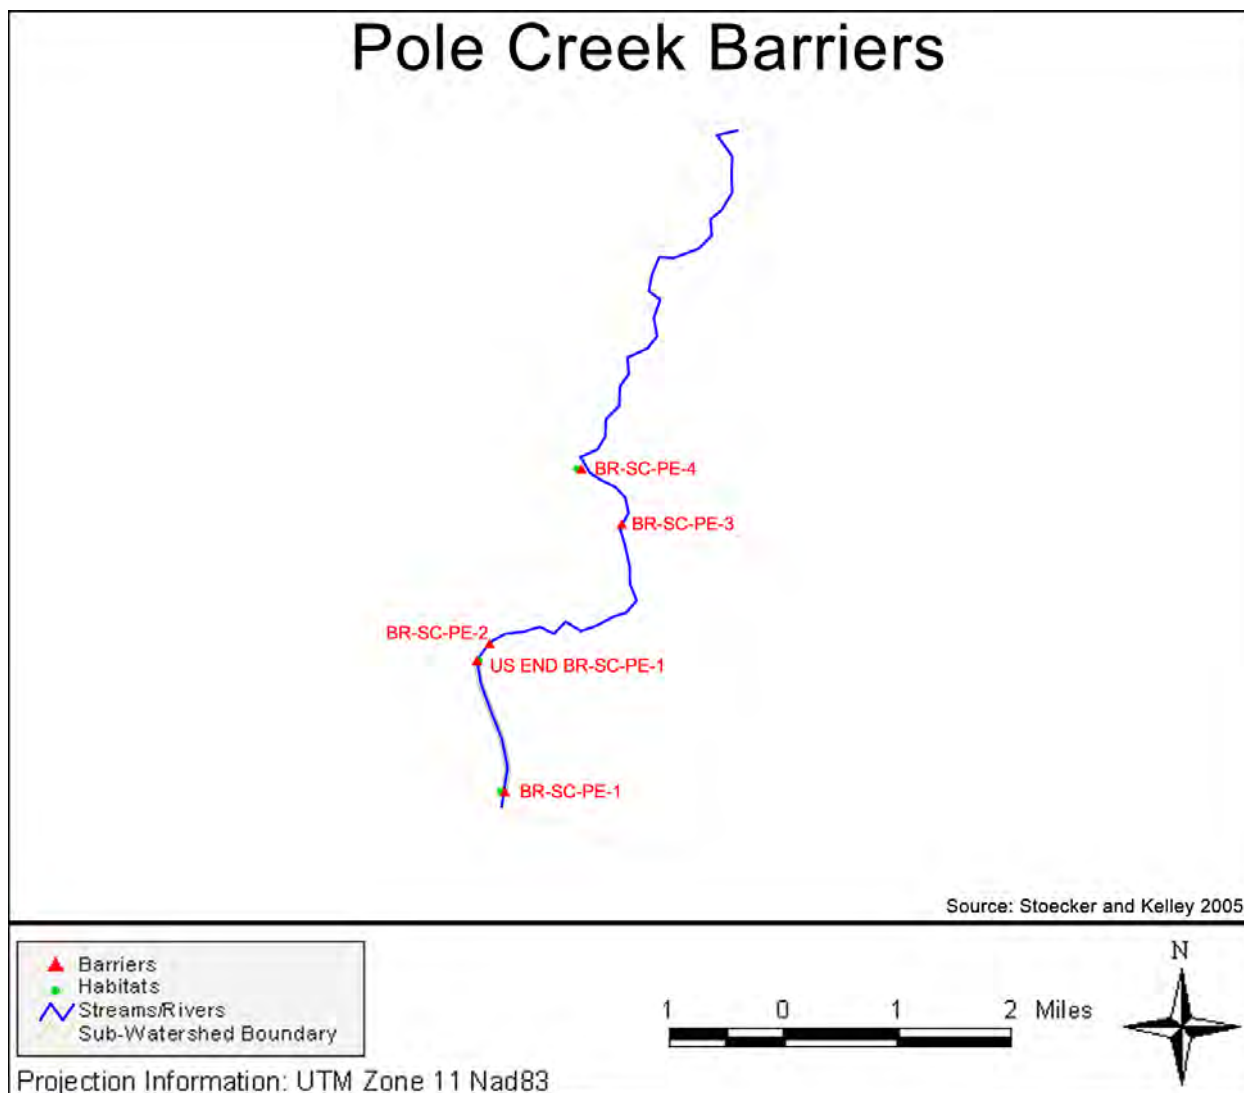 Pole Creek Barriers
BR-SC-PE-4
BR-SC-PE-3
BR-SC-PE-2
US END BR-SC-PE-1
BR-SC-PE-1
Source: Stoecker and Kelley 2005
Barriers
Habitats
Streams/Rivers
Sub-Watershed Boundary
1 0 1 2 Miles
N
Projection Information: UTM Zone 11 Nad83